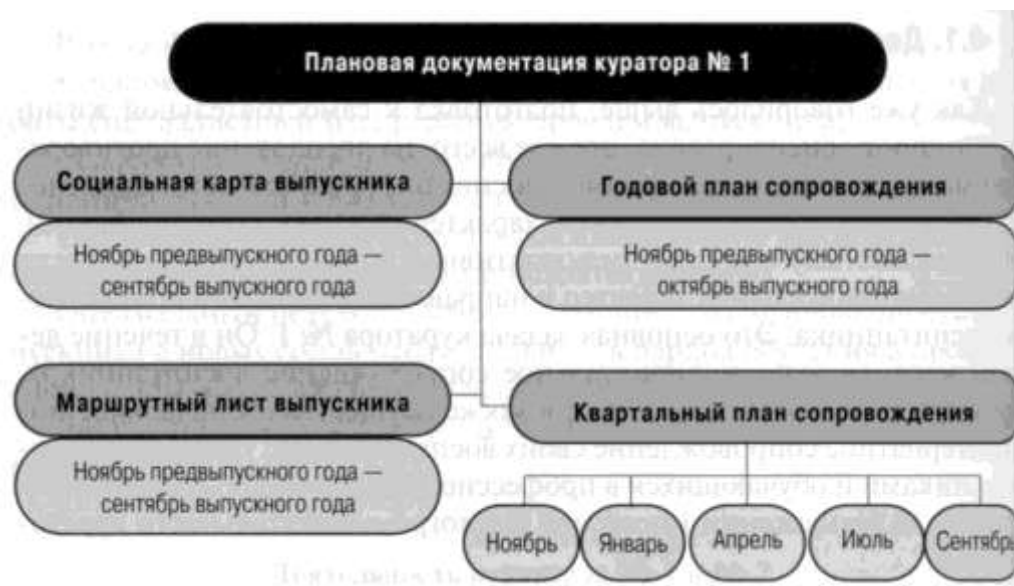 Плановая документация куратора № 1
Социальная карта выпускника
Ноябрь предвыпускного года —
сентябрь выпускного года
Годовой план сопровождения
Ноябрь предвыпускного года —
октябрь выпускного года
Маршрутный лист выпускника
Ноябрь предвыпускного года —
сентябрь выпускного года
Квартальный план сопровождения
Ноябрь
Январь
Апрель
Июль
Сентябрь